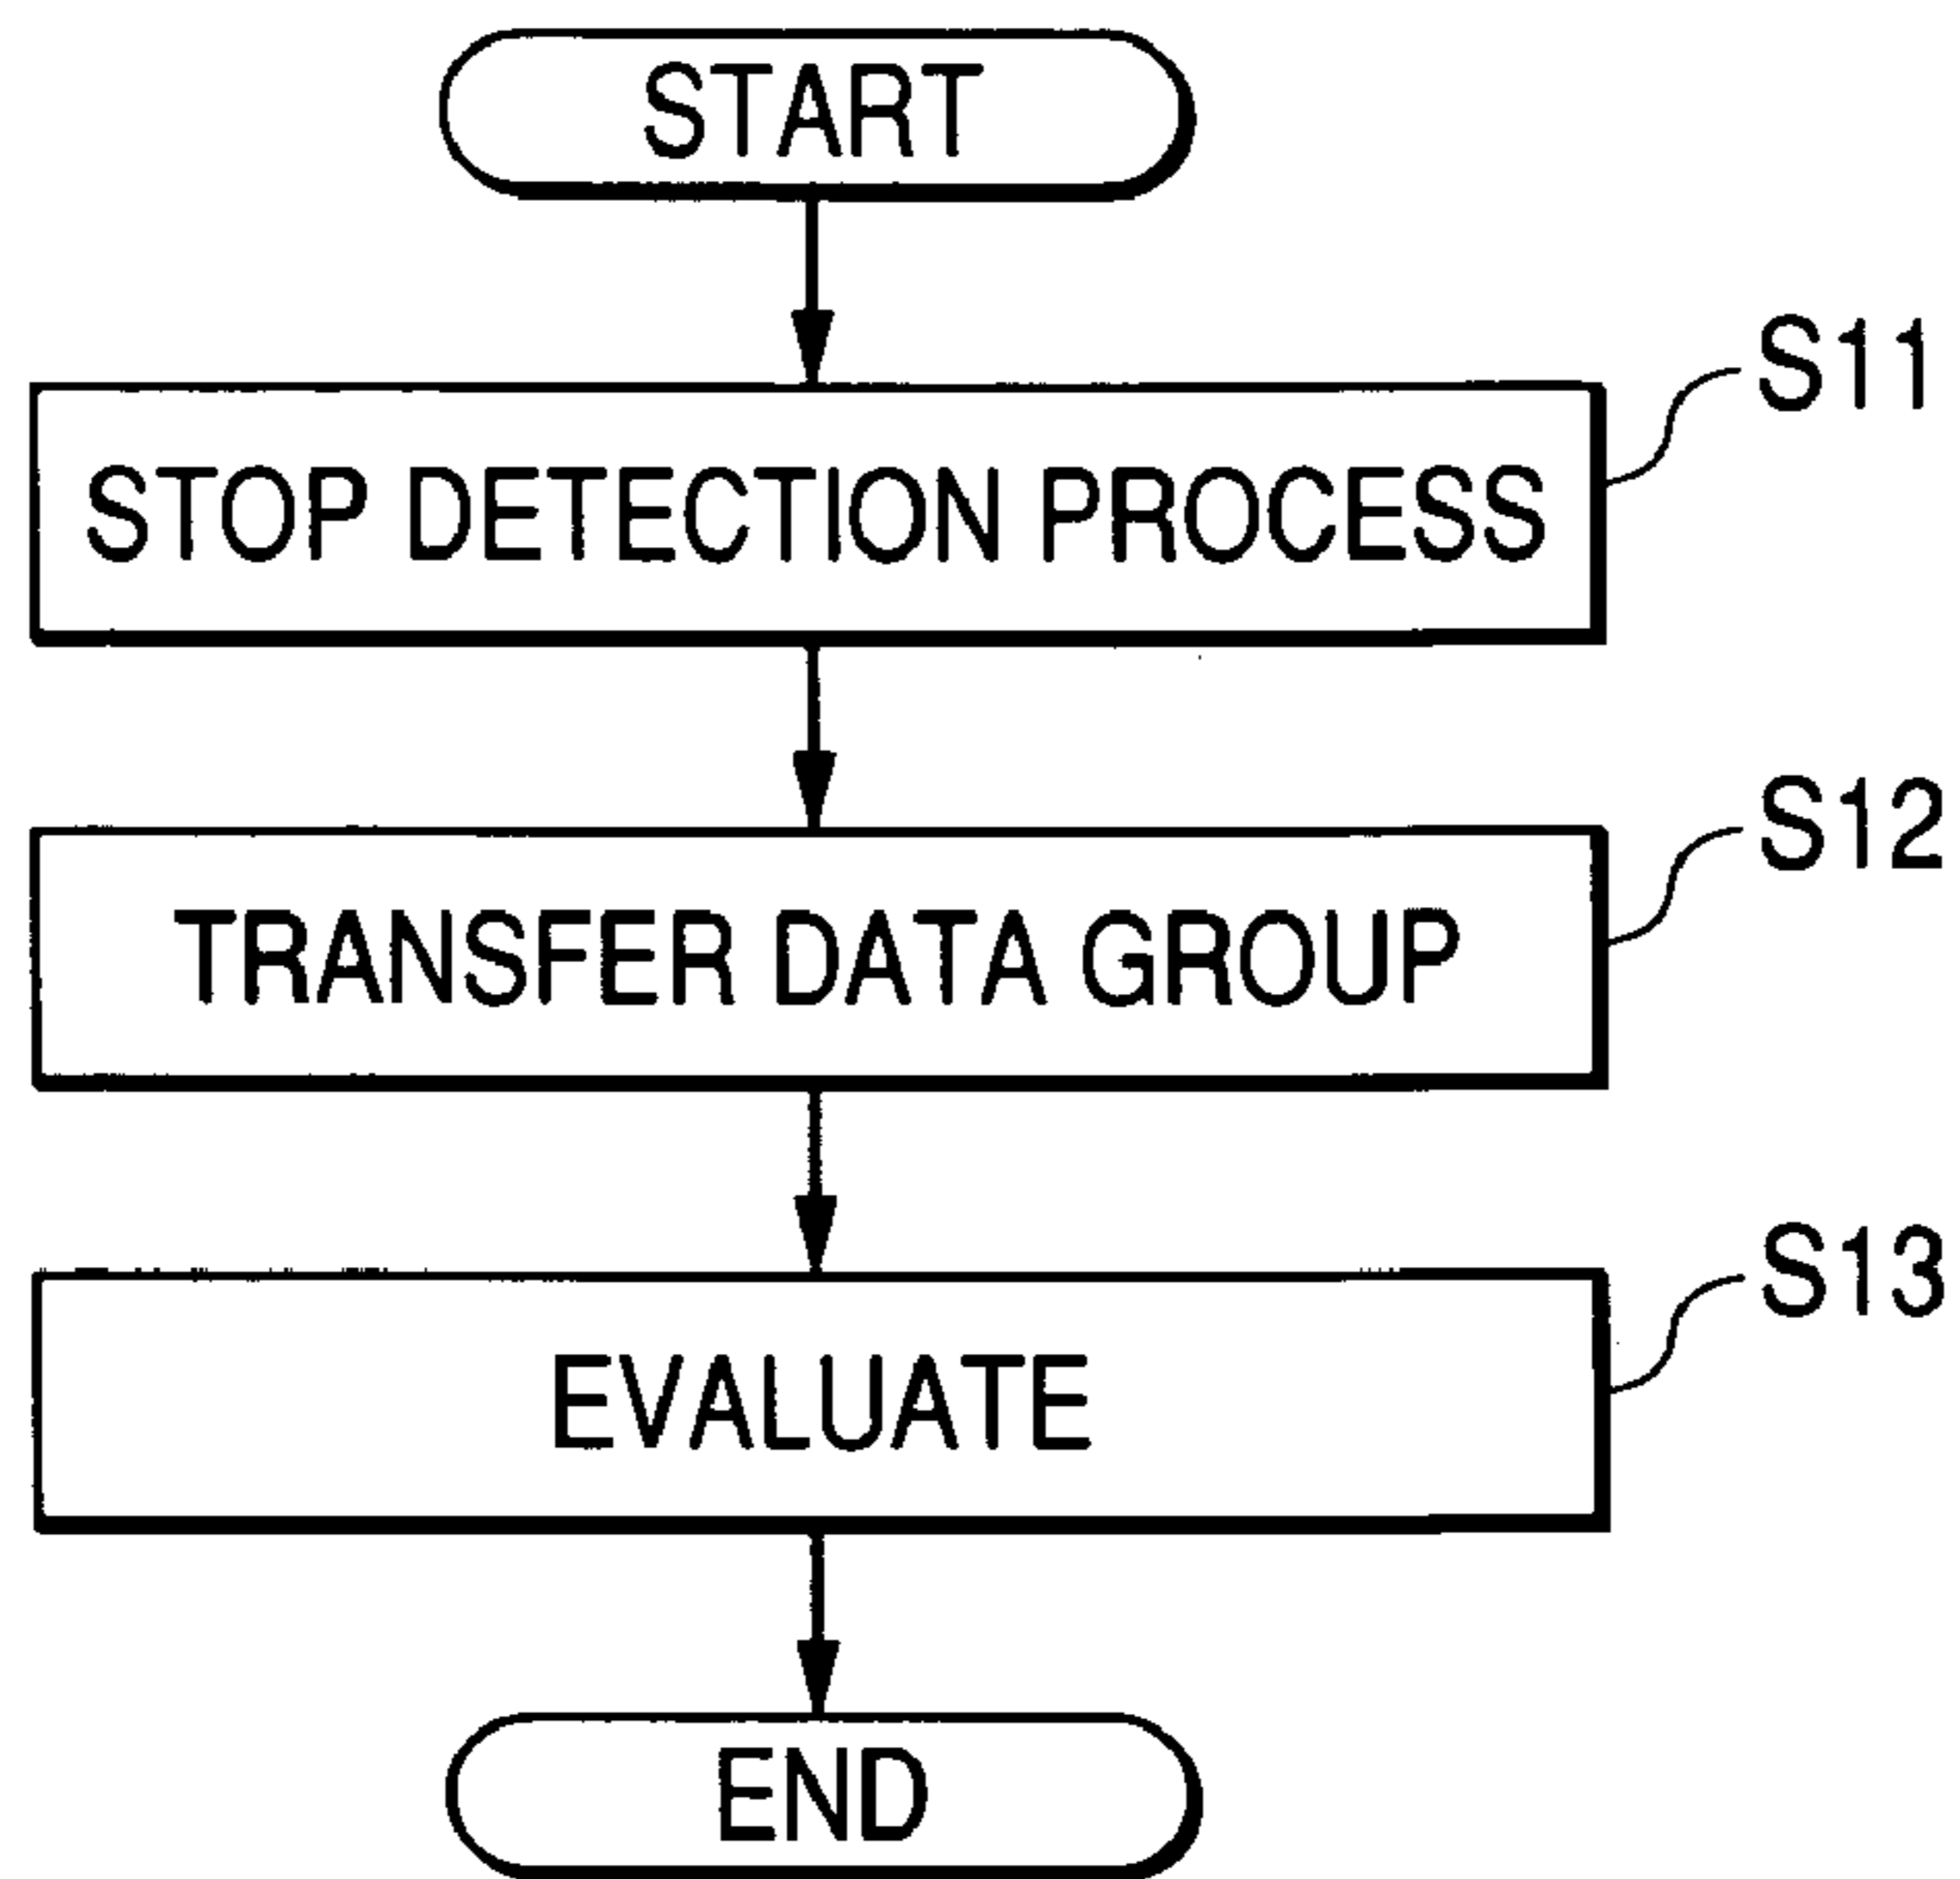 START
S11
STOP DETECTION PROCESS
S12
TRANSFER DATA GROUP
S13
EVALUATE
END